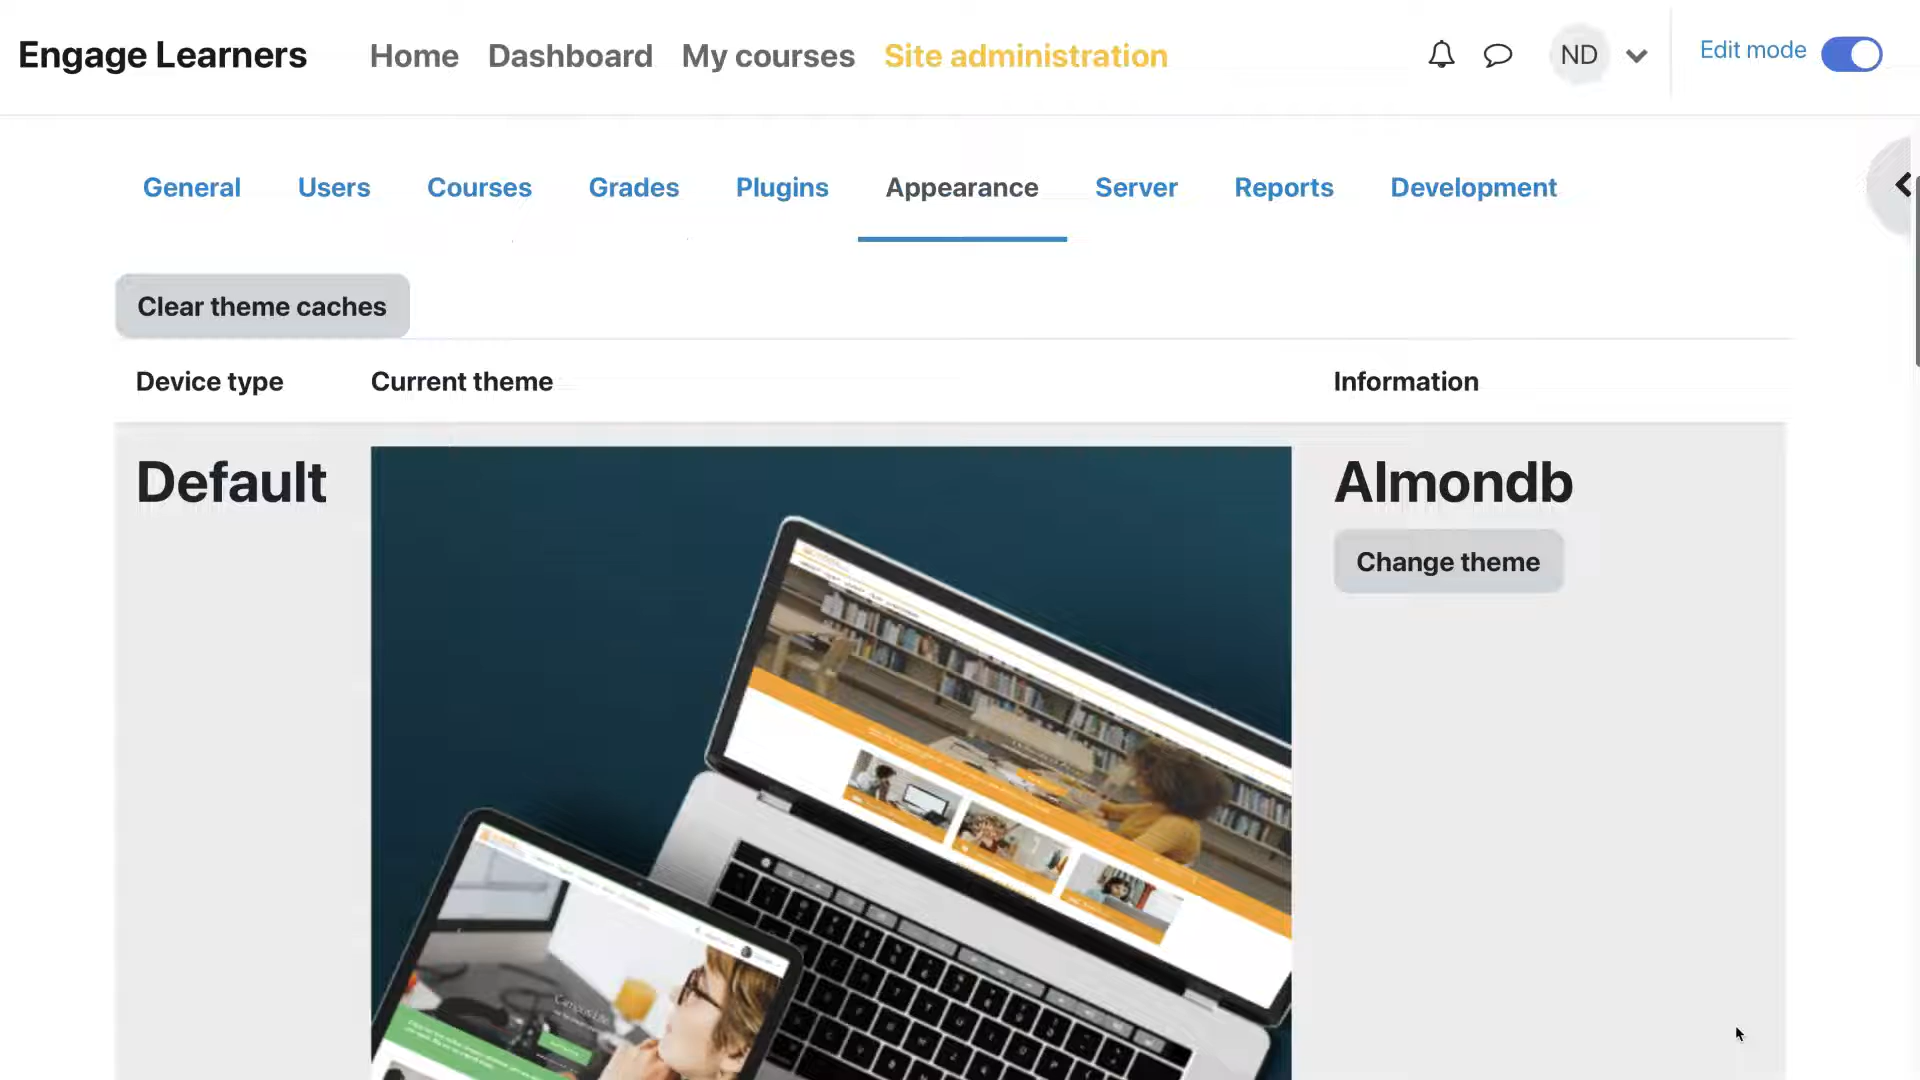 Engage Learners Home Dashboard My courses Site administration ND Edit mode
General Users Courses Grades Plugins Appearance Server Reports Development
Clear theme caches
Device type Current theme Information
Default Almondb
Change theme